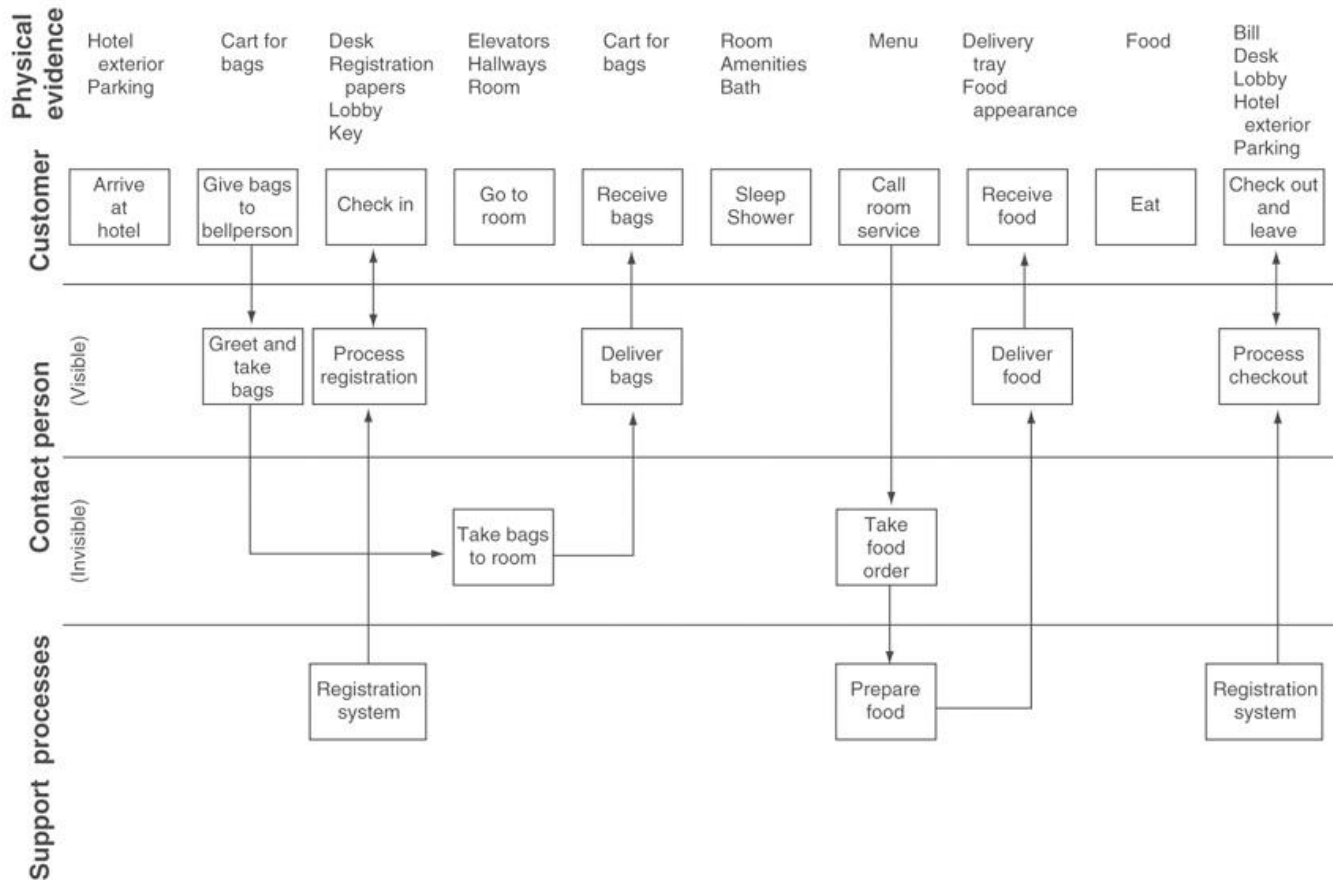 Physical
evidence
Hotel
exterior
Parking
Cart for
bags
Desk
Registration
papers
Lobby
Key
Elevators
Hallways
Room
Cart for
bags
Room
Amenities
Bath
Menu
Delivery
tray
Food
appearance
Food
Bill
Desk
Lobby
Hotel
exterior
Parking
Customer
Arrive
at
hotel
Give bags
to
bellperson
Check in
Go to
room
Receive
bags
Sleep
Shower
Call
room
service
Receive
food
Eat
Check out
and
leave
Contact person
(Visible)
Greet and
take
bags
Process
registration
Deliver
bags
Deliver
food
Process
checkout
(Invisible)
Take bags
to room
Take
food
order
Support processes
Registration
system
Prepare
food
Registration
system